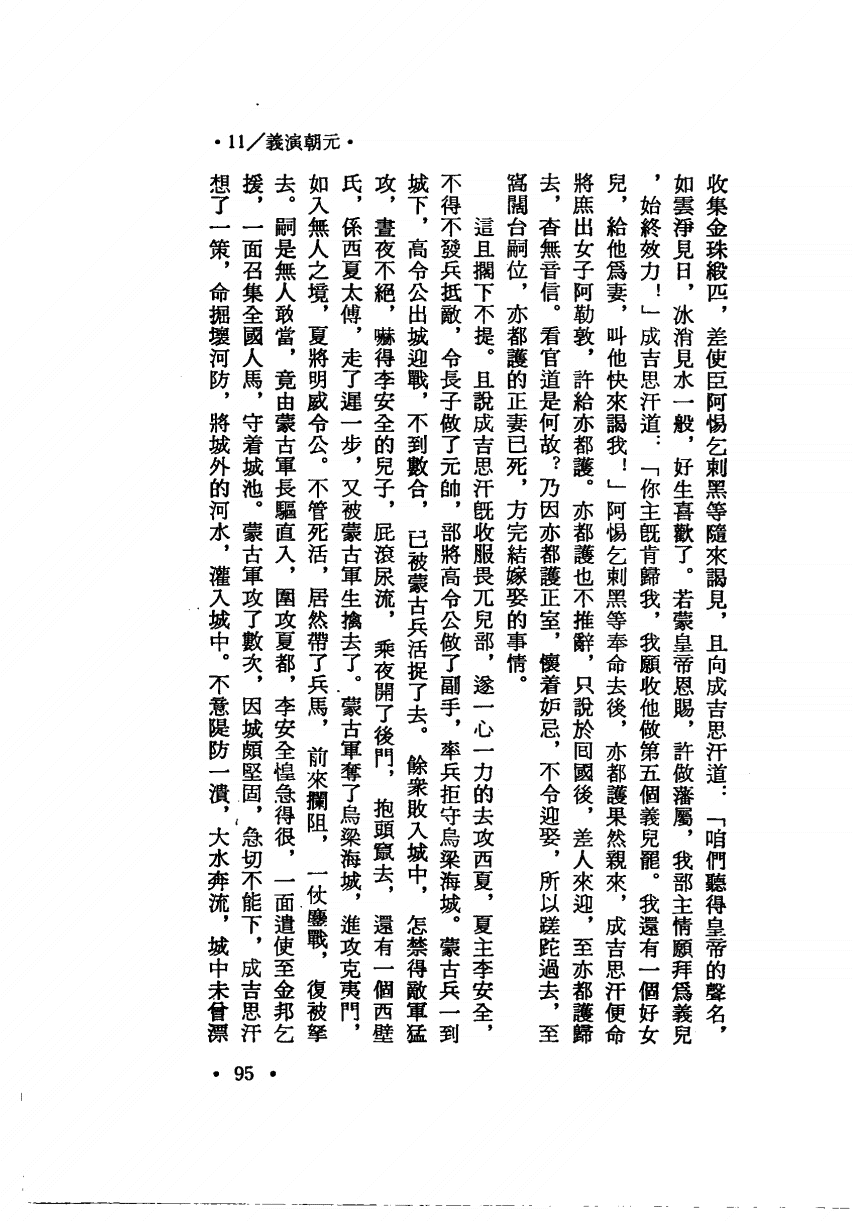 •11／義演朝元•
收集金珠緞匹，差使臣阿惕乞剌黑等隨來謁見，且向成吉思汗道：「咱們聽得皇帝的聲名，
如雲淨見日，冰消見水一般，好生喜歡了。若蒙皇帝恩賜，許做藩屬，我部主情願拜爲義兒
，始終效力！」成吉思汗道：「你主旣肯歸我，我願收他做第五個義兒罷。我還有一個好女
兒，給他爲妻，叫他快來謁我！」阿惕乞剌黑等奉命去後，亦都護果然親來，成吉思汗便命
將庶出女子阿勒敦，許給亦都護。亦都護也不推辭，只說於回國後，差人來迎，至亦都護歸
去，杳無音信。看官道是何故？乃因亦都護正室，懷着妒忌，不令迎娶，所以蹉跎過去，至
窩闊台嗣位，亦都護的正妻已死，方完結嫁娶的事情。
這且擱下不提。且說成吉思汗旣收服畏兀兒部，遂一心一力的去攻西夏，夏主李安全，
不得不發兵抵敵，令長子做了元帥，部將高令公做了副手，率兵拒守烏梁海城。蒙古兵一到
城下，高令公出城迎戰，不到數合，已被蒙古兵活捉了去。餘衆敗入城中，怎禁得敵軍猛
攻，晝夜不絕，嚇得李安全的兒子，屁滾尿流，乘夜開了後門，抱頭竄去，還有一個西壁
氏，係西夏太傅，走了遲一步，又被蒙古軍生擒去了。蒙古軍奪了烏梁海城，進攻克夷門，
如入無人之境，夏將明威令公。不管死活，居然帶了兵馬，前來攔阻，一仗鏖戰，復被拏
去。嗣是無人敢當，竟由蒙古軍長驅直入，圍攻夏都，李安全惶急得很，一面遣使至金邦乞
援，一面召集全國人馬，守着城池。蒙古軍攻了數次，因城頗堅固，急切不能下，成吉思汗
想了一策，命掘壞河防，將城外的河水，灌入城中。不意隄防一潰，大水奔流，城中未曾漂
• 95 •